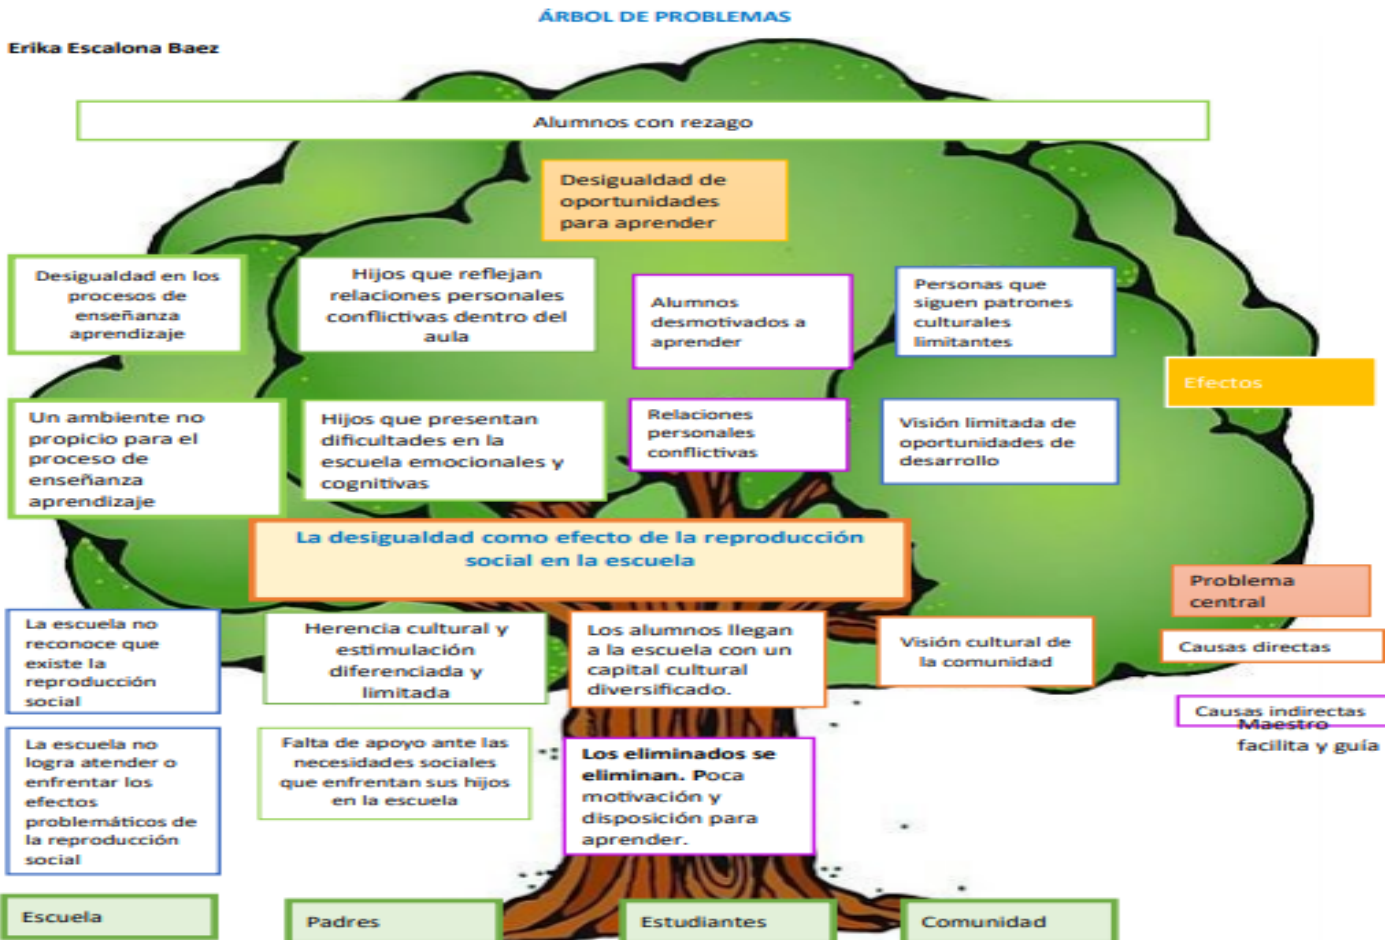 ÁRBOL DE PROBLEMAS
Erika Escalona Baez
Alumnos con rezago
Desigualdad de
oportunidades
para aprender
Desigualdad en los
procesos de
enseñanza
aprendizaje
Hijos que reflejan
relaciones personales
conflictivas dentro del
aula
Alumnos
desmotivados a
aprender
Personas que
siguen patrones
culturales
limitantes
Efectos
Un ambiente no
propicio para el
proceso de
enseñanza
aprendizaje
Hijos que presentan
dificultades en la
escuela emocionales y
cognitivas
Relaciones
personales
conflictivas
Visión limitada de
oportunidades de
desarrollo
La desigualdad como efecto de la reproducción
social en la escuela
Problema
central
La escuela no
reconoce que
existe la
reproducción
social
Herencia cultural y
estimulación
diferenciada y
limitada
Los alumnos llegan
a la escuela con un
capital cultural
diversificado.
Visión cultural de
la comunidad
Causas directas
Causas indirectas
Maestro
facilita y guía
La escuela no
logra atender o
enfrentar los
efectos
problemáticos de
la reproducción
social
Falta de apoyo ante las
necesidades sociales
que enfrentan sus hijos
en la escuela
Los eliminados se
eliminan. Poca
motivación y
disposición para
aprender.
Escuela
Padres
Estudiantes
Comunidad